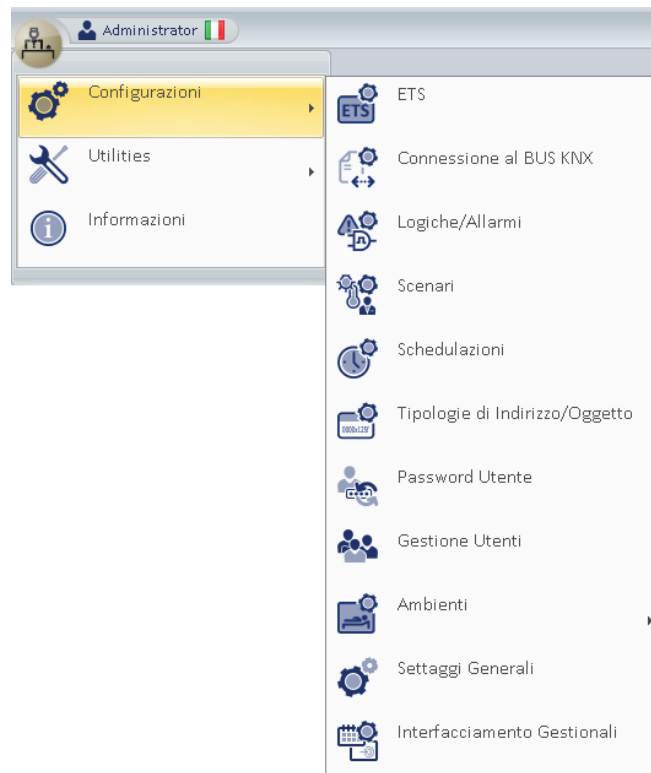 Administrator
Configurazioni
Utilities
Informazioni
ETS
ETS
Connessione al BUS KNX
Logiche/Allarmi
Scenari
Schedulazioni
Tipologie di Indirizzo/Oggetto
Password Utente
Gestione Utenti
Ambienti
Settaggi Generali
Interfacciamento Gestionali